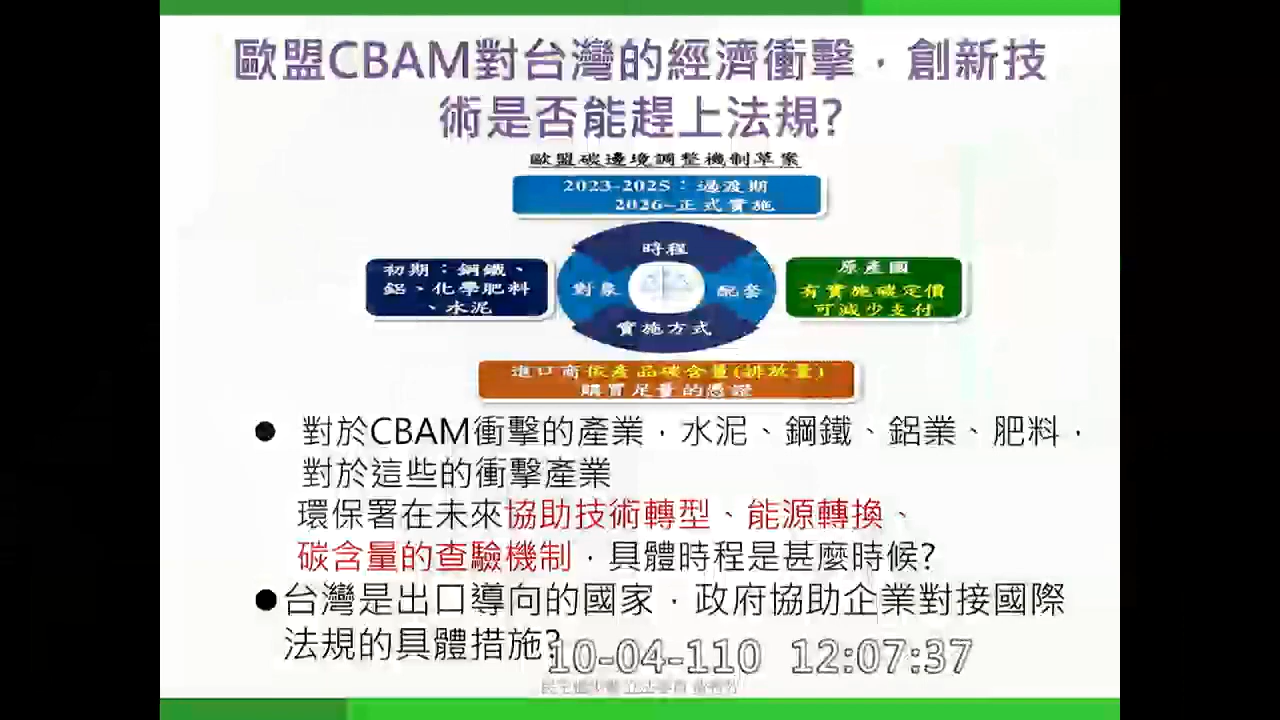 歐盟CBAM對台灣的經濟衝擊，創新技
術是否能趕上法規?
歐盟碳邊境調整機制草案
2023-2025：過渡期
2026-正式實施
時程
初期：鋼鐵、
鋁、化學肥料
、水泥
對象
配套
原產國
有實施碳定價
可減少支付
實施方式
進口商依產品碳含量(排放量)
購買足量的憑證
● 對於CBAM衝擊的產業，水泥、鋼鐵、鋁業、肥料，
對於這些的衝擊產業
環保署在未來協助技術轉型、能源轉換、
碳含量的查驗機制，具體時程是甚麼時候?
●台灣是出口導向的國家，政府協助企業對接國際
法規的具體措施?
10-04-110 12:07:37